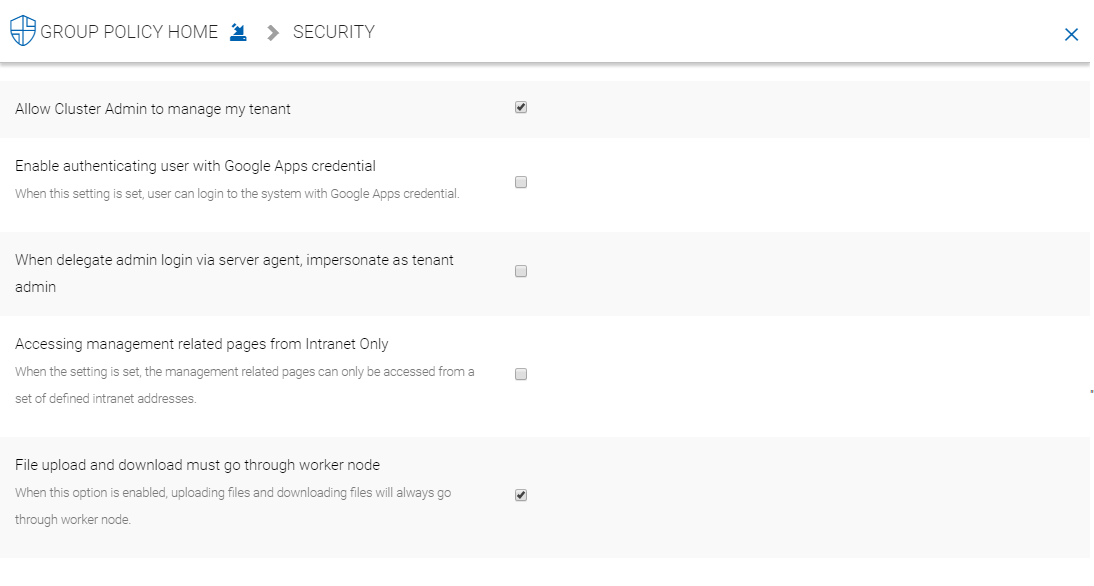 GROUP POLICY HOME SECURITY
Allow Cluster Admin to manage my tenant
Enable authenticating user with Google Apps credential
When this setting is set, user can login to the system with Google Apps credential.
When delegate admin login via server agent, impersonate as tenant
admin
Accessing management related pages from Intranet Only
When the setting is set, the management related pages can only be accessed from a
set of defined intranet addresses.
File upload and download must go through worker node
When this option is enabled, uploading files and downloading files will always go
through worker node.